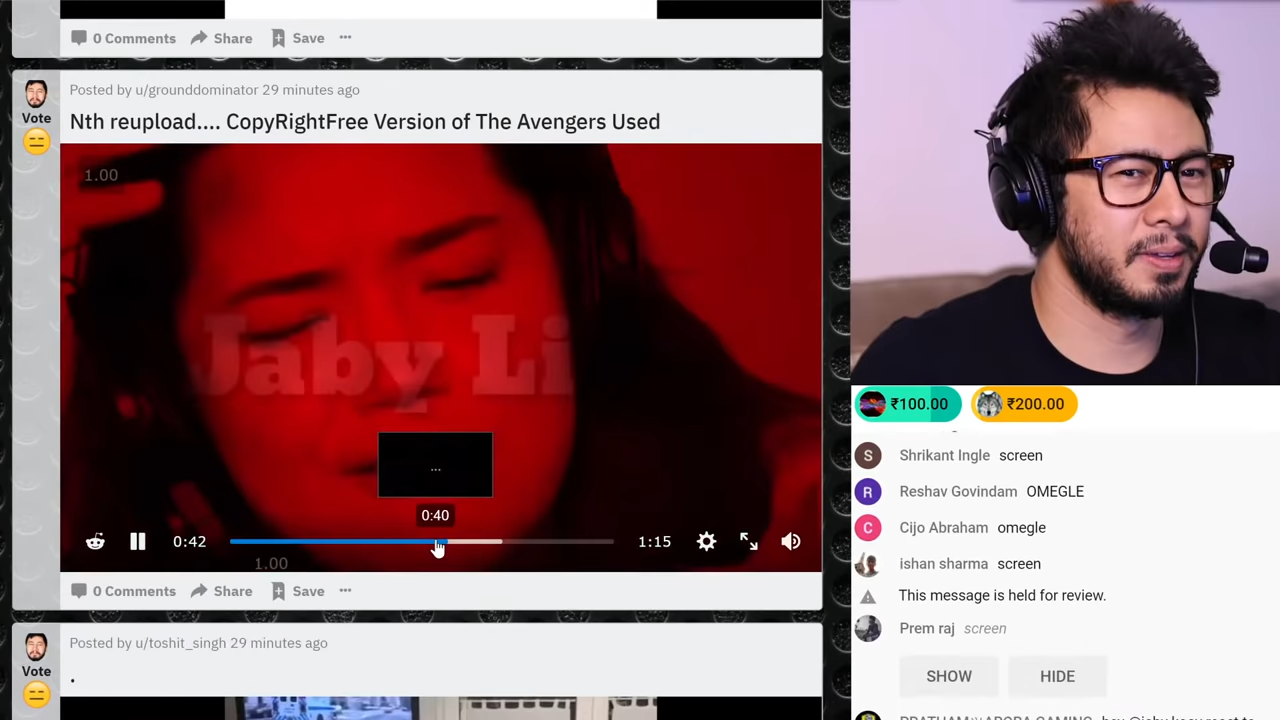 0 Comments Share Save ...
Posted by u/grounddominator 29 minutes ago
Nth reupload.... CopyRightFree Version of The Avengers Used
Vote
1.00
Jaby Li
...
0:40
0:42 1:15
1.00
0 Comments Share Save ...
Posted by u/toshit_singh 29 minutes ago
.
Vote
₹100.00 ₹200.00
S Shrikant Ingle screen
R Reshav Govindam OMEGLE
C Cijo Abraham omegle
ishan sharma screen
This message is held for review.
Prem raj screen
SHOW HIDE